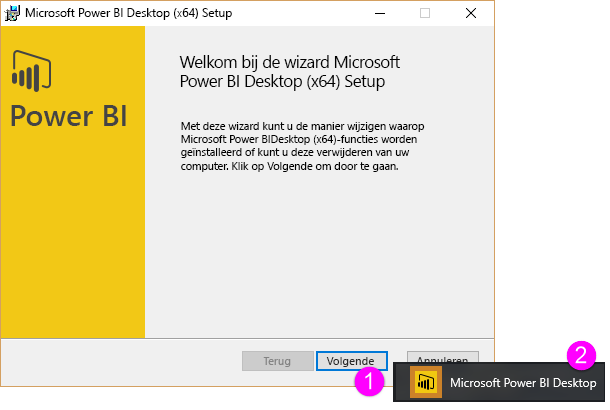 Microsoft Power BI Desktop (x64) Setup
Power BI
Welkom bij de wizard Microsoft
Power BI Desktop (x64) Setup
Met deze wizard kunt u de manier wijzigen waarop
Microsoft Power BIDesktop (x64)-functies worden
geïnstalleerd of kunt u deze verwijderen van uw
computer. Klik op Volgende om door te gaan.
Terug
Volgende
Annuleren
1
2
Microsoft Power BI Desktop